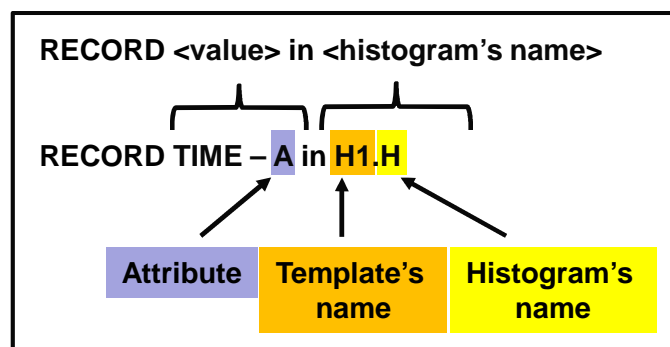 RECORD <value> in <histogram’s name>
RECORD TIME – A in H1.H
Attribute
Template’s
name
Histogram’s
name